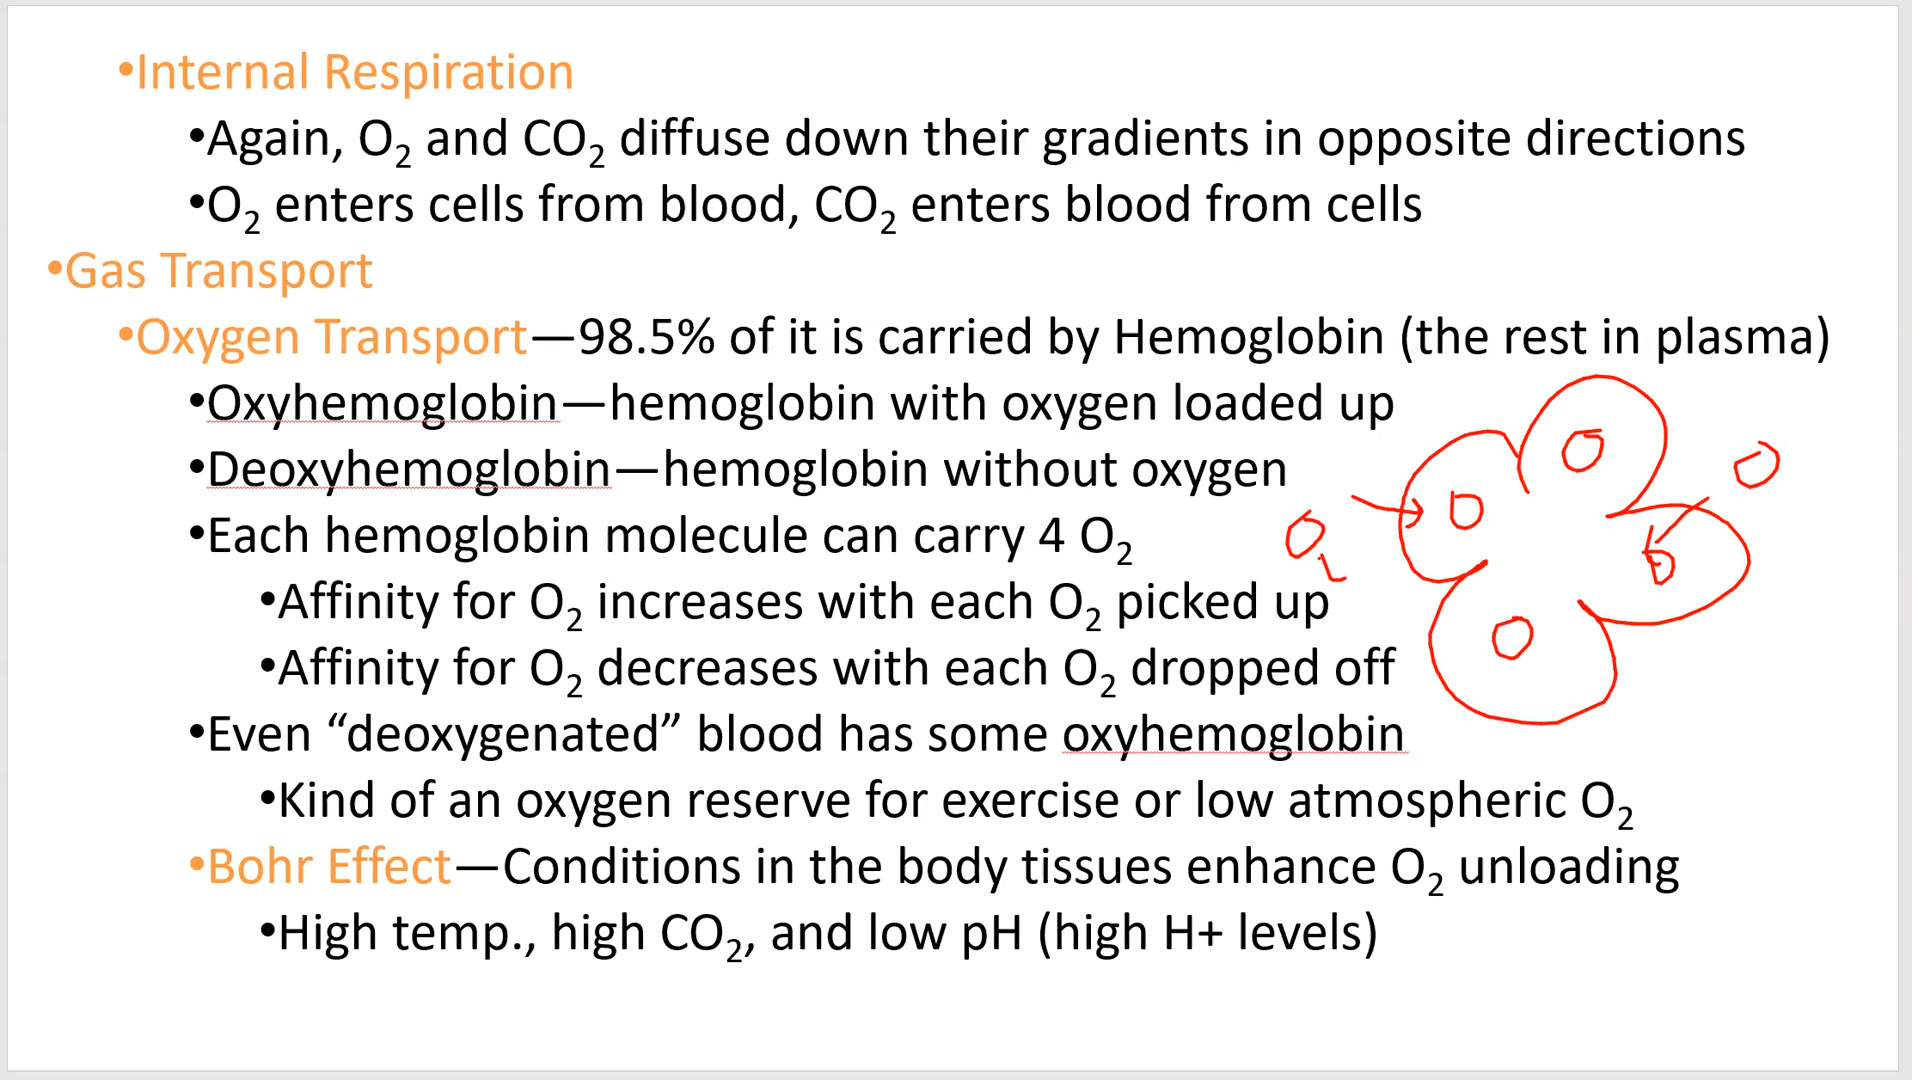 •Internal Respiration
•Again, O₂ and CO₂ diffuse down their gradients in opposite directions
•O₂ enters cells from blood, CO₂ enters blood from cells
•Gas Transport
•Oxygen Transport—98.5% of it is carried by Hemoglobin (the rest in plasma)
•Oxyhemoglobin—hemoglobin with oxygen loaded up
•Deoxyhemoglobin—hemoglobin without oxygen
•Each hemoglobin molecule can carry 4 O₂
O₂
•Affinity for O₂ increases with each O₂ picked up
•Affinity for O₂ decreases with each O₂ dropped off
•Even “deoxygenated” blood has some oxyhemoglobin
•Kind of an oxygen reserve for exercise or low atmospheric O₂
•Bohr Effect—Conditions in the body tissues enhance O₂ unloading
•High temp., high CO₂, and low pH (high H+ levels)